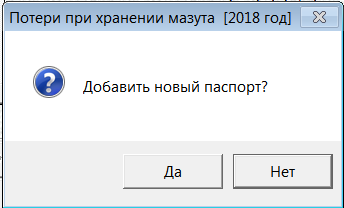 Потери при хранении мазута [2018 год]
Добавить новый паспорт?
Да
Нет